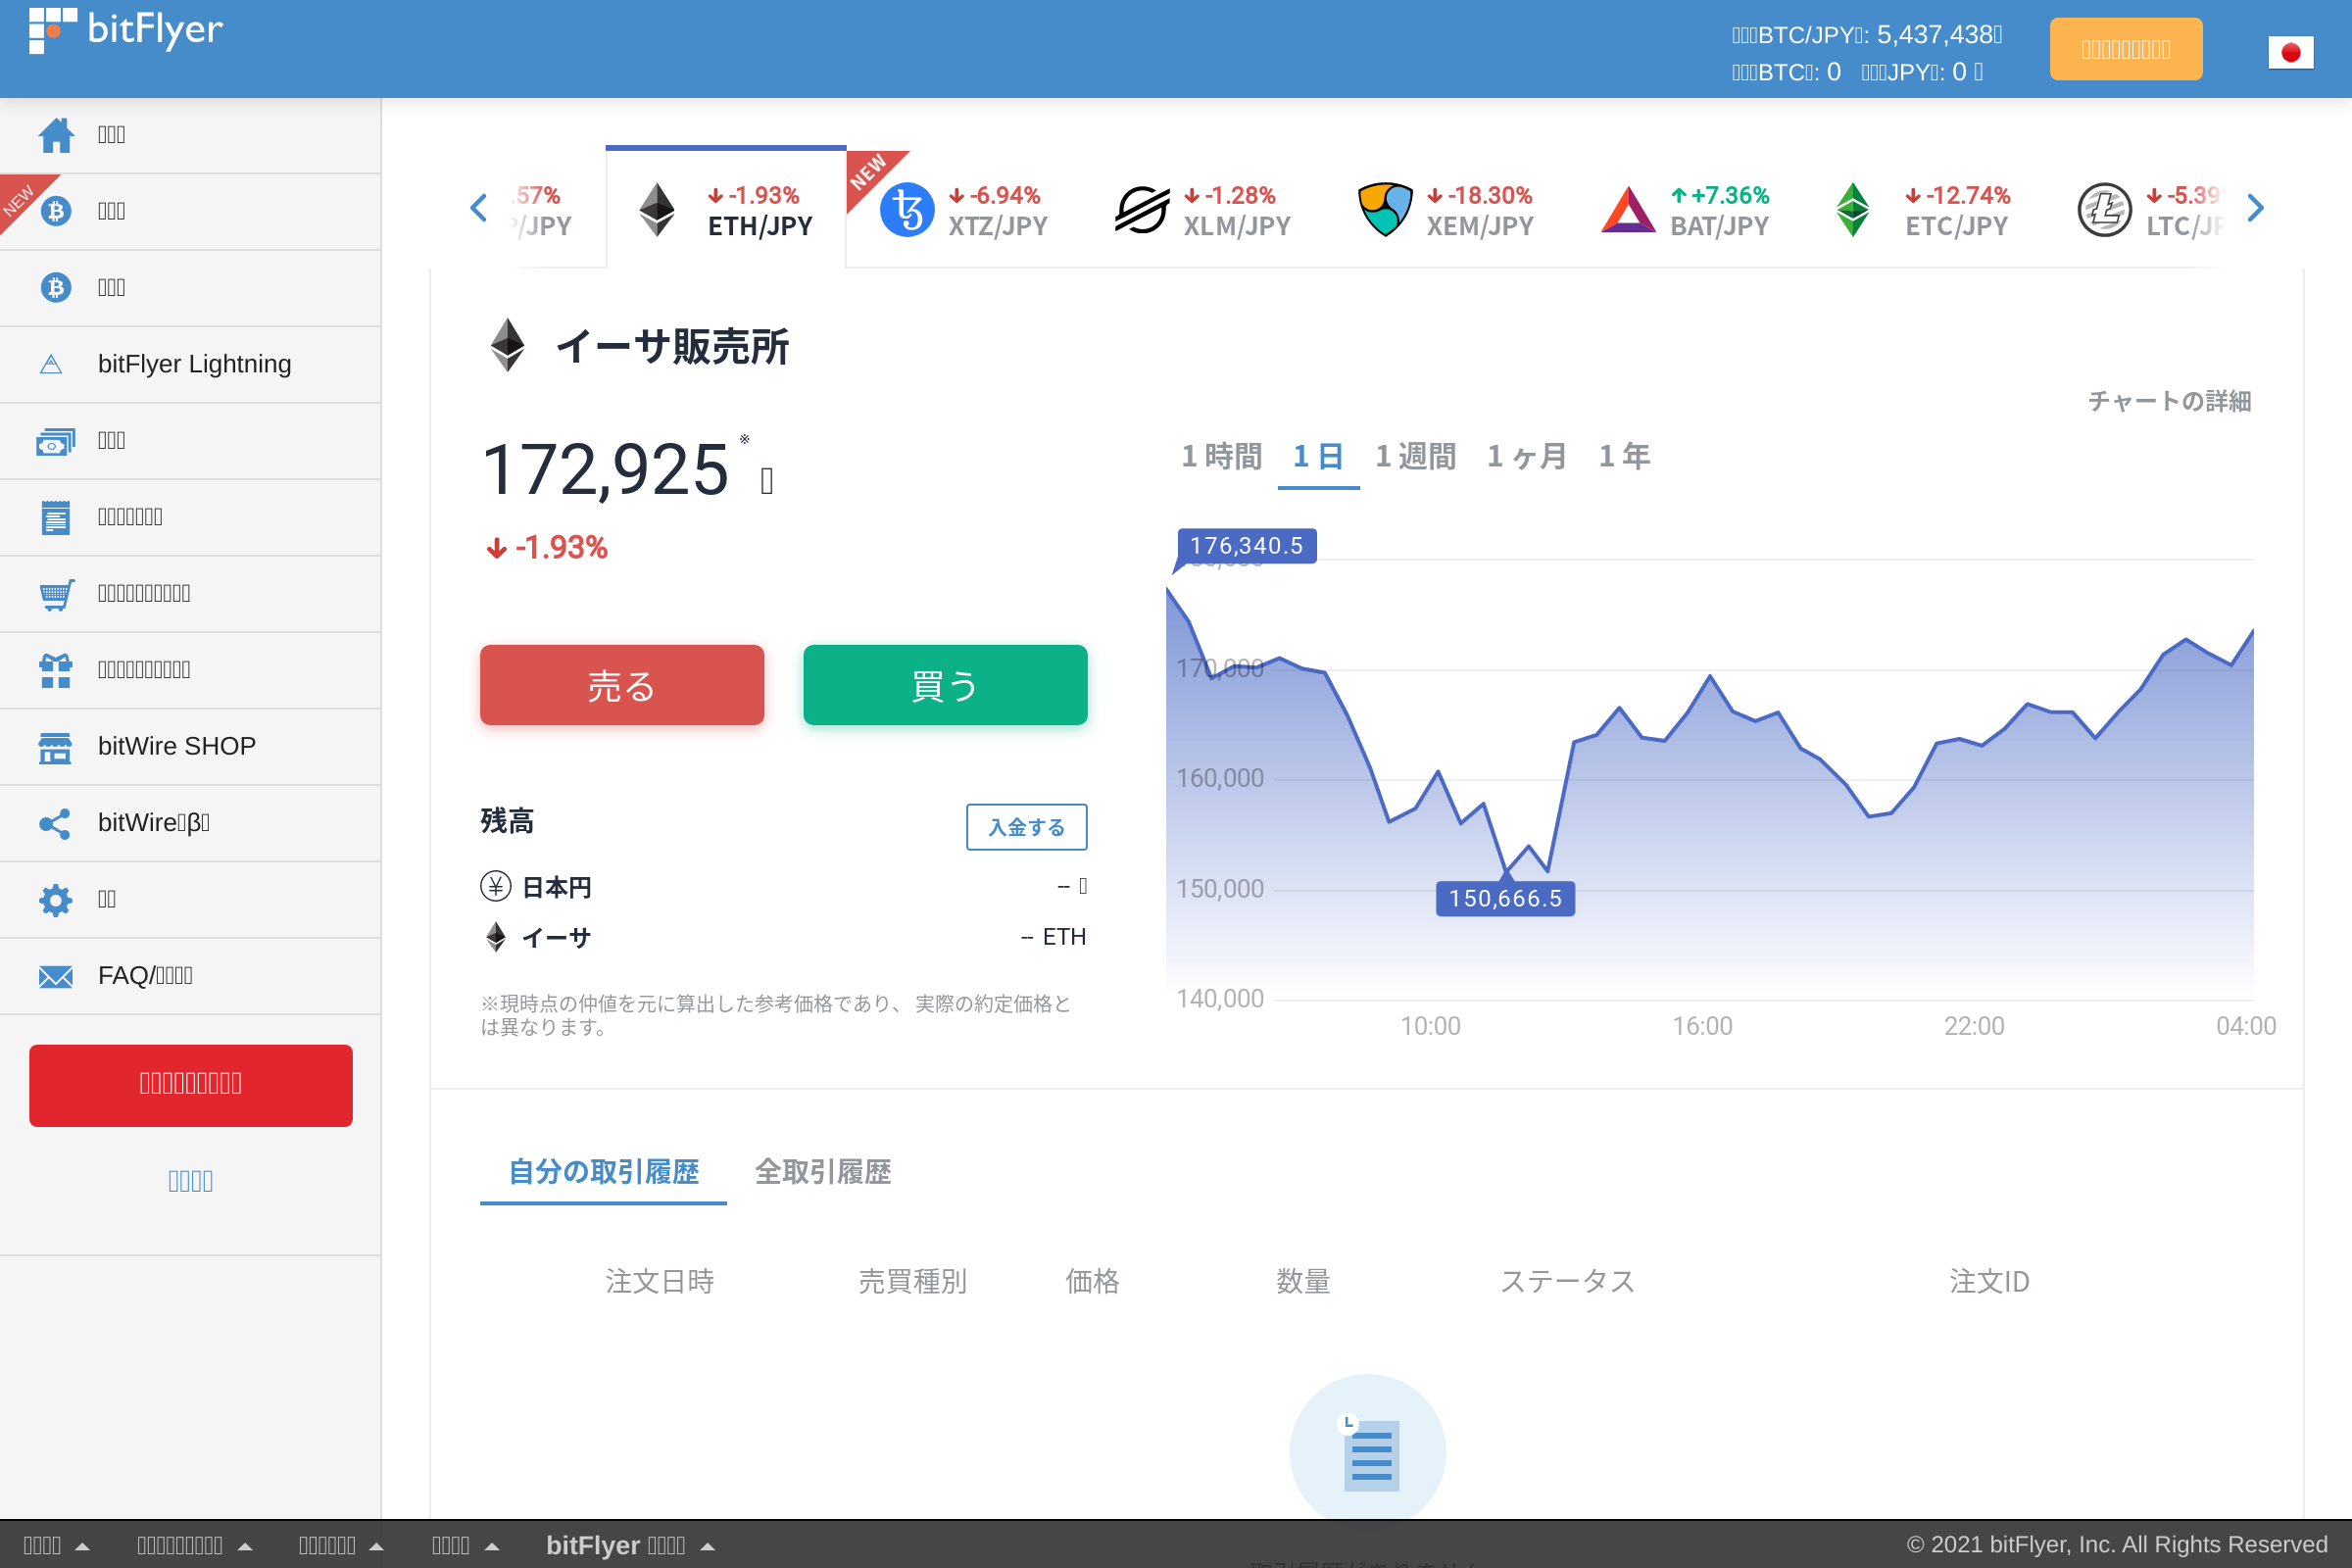 bitFlyer
BTC/JPY: 5,437,438
BTC: 0 JPY: 0
NEW
bitFlyer Lightning
bitWire SHOP
bitWire β
FAQ/
.57%
/JPY
-1.93%
ETH/JPY
NEW
-6.94%
XTZ/JPY
-1.28%
XLM/JPY
-18.30%
XEM/JPY
+7.36%
BAT/JPY
-12.74%
ETC/JPY
-5.39
LTC/JP
イーサ販売所
チャートの詳細
172,925 ※
-1.93%
1 時間
1 日
1 週間
1 ヶ月
1 年
売る
買う
残高
入金する
日本円
-- 
イーサ
-- ETH
※現時点の仲値を元に算出した参考価格であり、 実際の約定価格と
は異なります。
176,340.5
170,000
160,000
150,000
150,666.5
140,000
10:00
16:00
22:00
04:00
自分の取引履歴
全取引履歴
注文日時
売買種別
価格
数量
ステータス
注文ID
bitFlyer
© 2021 bitFlyer, Inc. All Rights Reserved